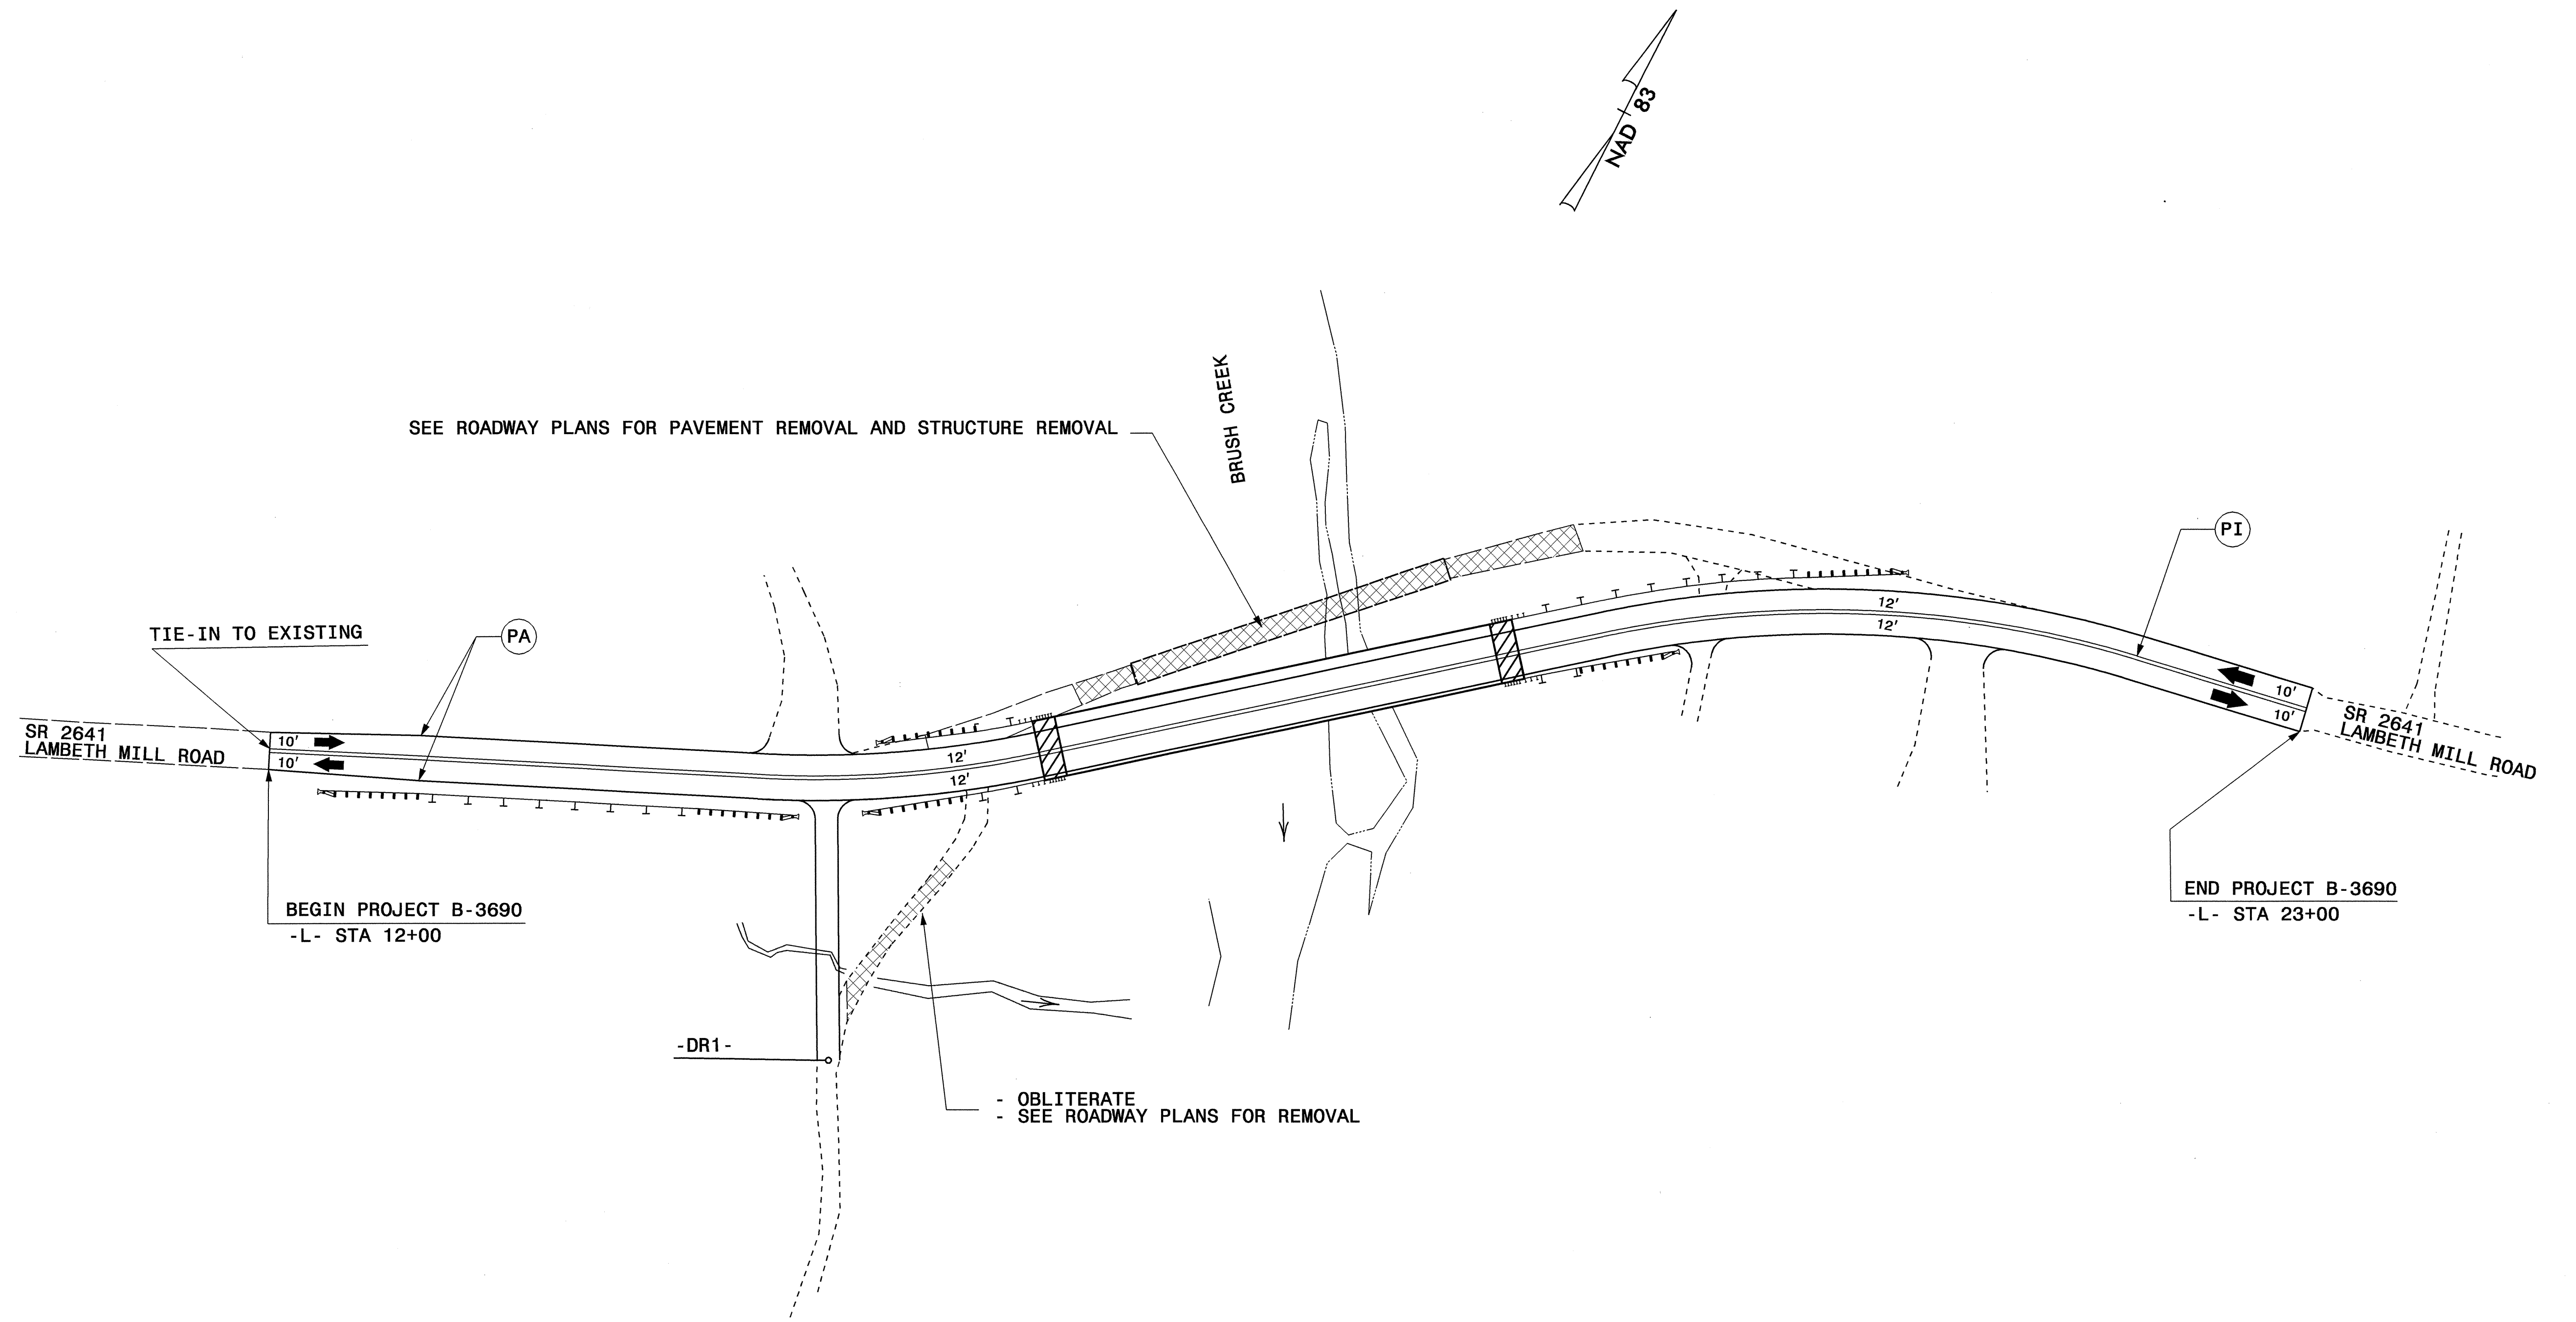 NAD 83
BRUSH CREEK
SEE ROADWAY PLANS FOR PAVEMENT REMOVAL AND STRUCTURE REMOVAL
PI
TIE-IN TO EXISTING
PA
12'
12'
10'
10'
SR 2641
LAMBETH MILL ROAD
10'
10'
12'
12'
SR 2641
LAMBETH MILL ROAD
BEGIN PROJECT B-3690
-L- STA 12+00
END PROJECT B-3690
-L- STA 23+00
-DR1-
- OBLITERATE
- SEE ROADWAY PLANS FOR REMOVAL